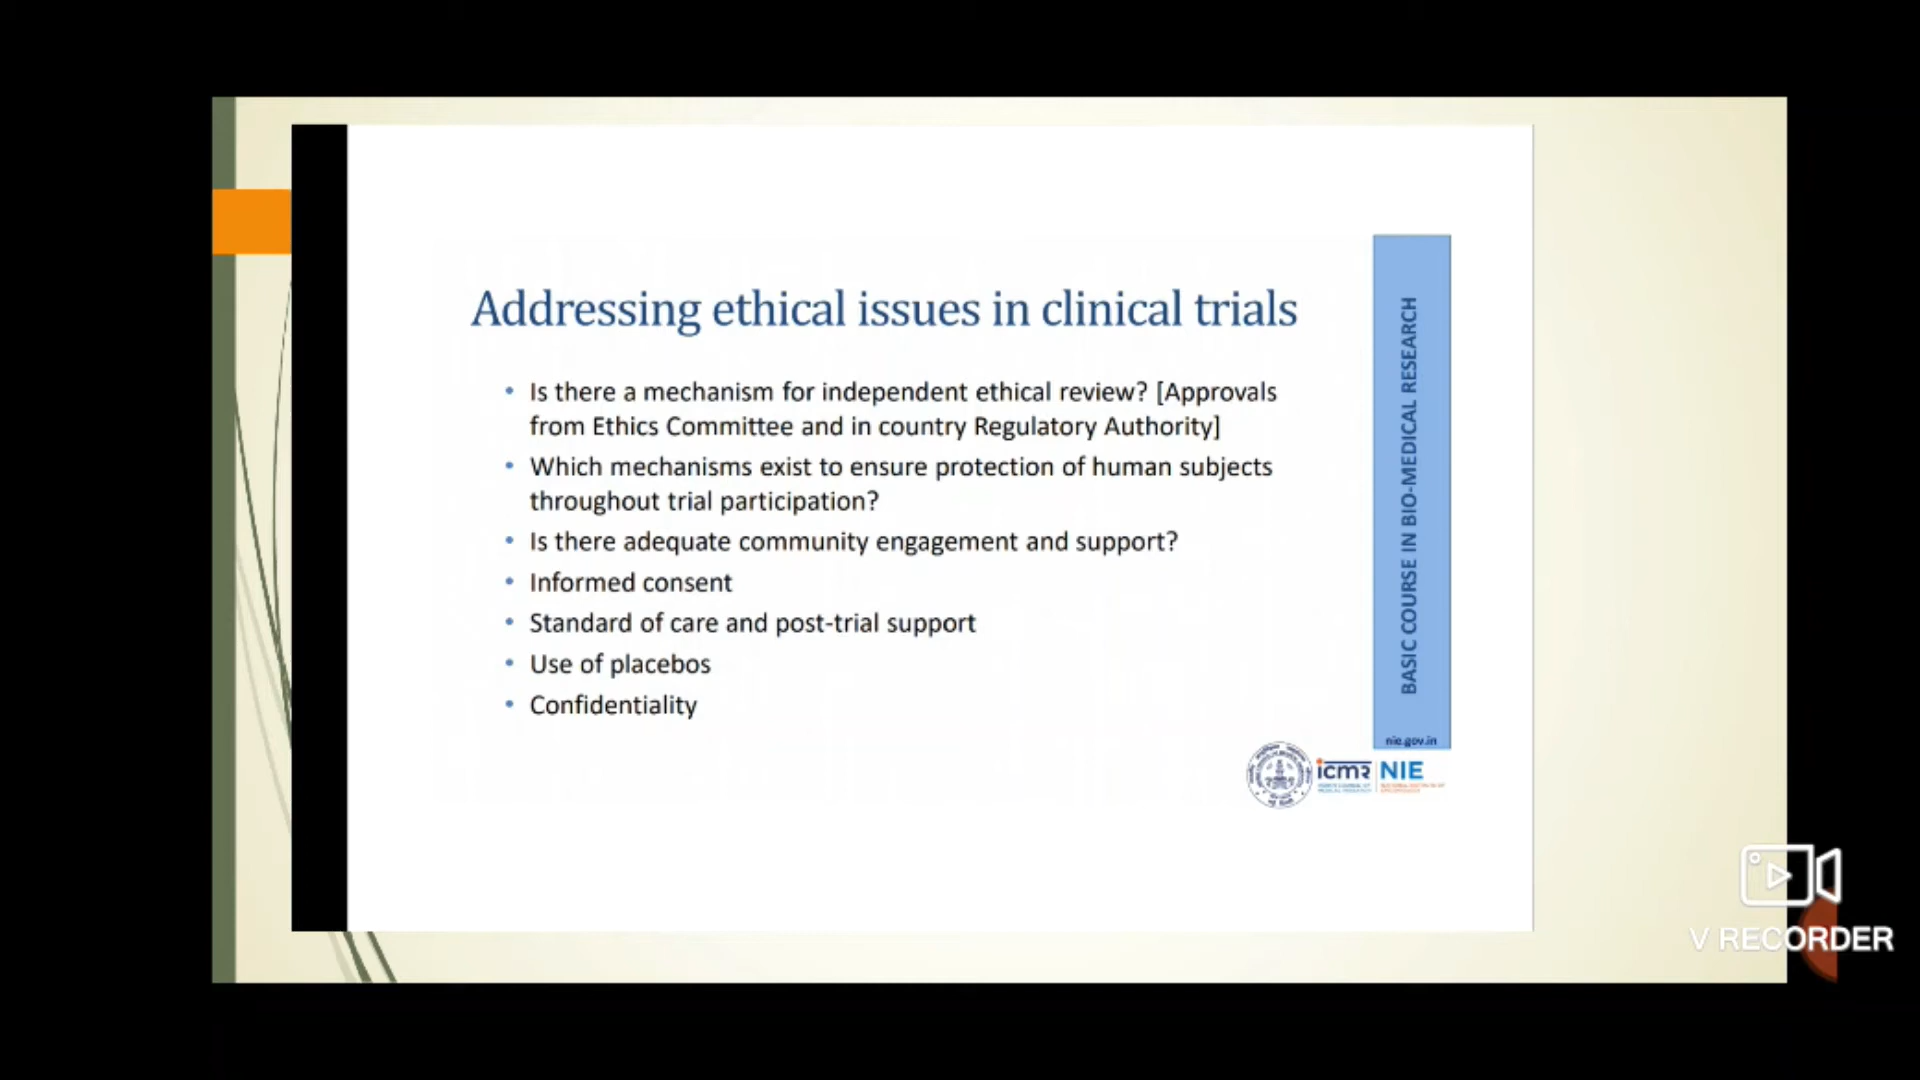 Addressing ethical issues in clinical trials
• Is there a mechanism for independent ethical review? [Approvals
from Ethics Committee and in country Regulatory Authority]
• Which mechanisms exist to ensure protection of human subjects
throughout trial participation?
• Is there adequate community engagement and support?
• Informed consent
• Standard of care and post-trial support
• Use of placebos
• Confidentiality
BASIC COURSE IN BIO-MEDICAL RESEARCH
nie.gov.in
icmr NIE
V RECORDER